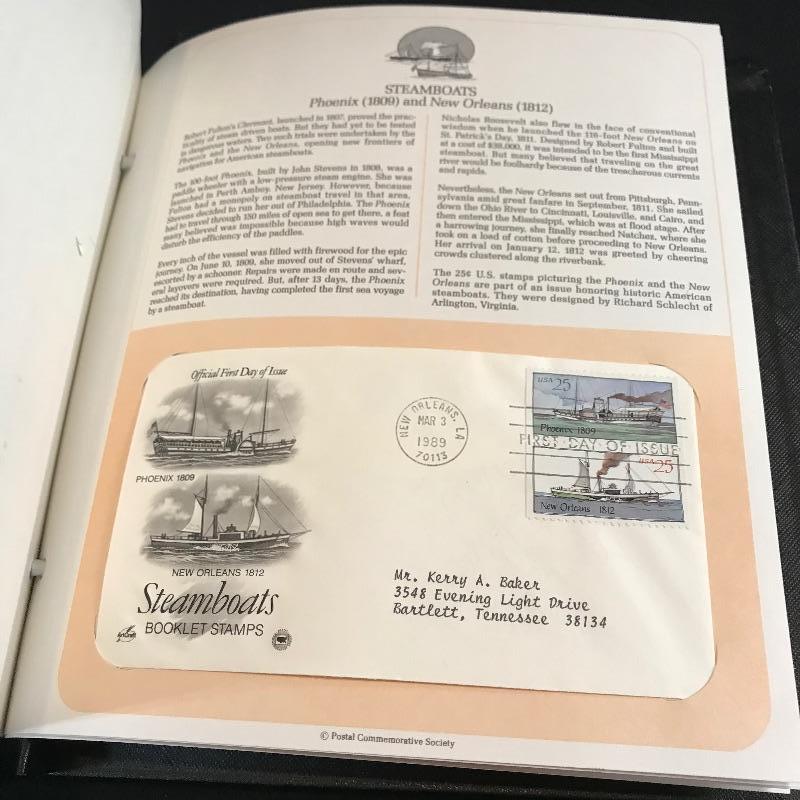 STEAMBOATS
Phoenix (1809) and New Orleans (1812)
Robert Fulton's Clermont, launched in 1807, proved the prac-
ticality of steam driven boats. But they had yet to be tested
in dangerous waters. Two such trials were undertaken by the
Phoenix and the New Orleans, opening new frontiers of
navigation for American steamboats.
The 100-foot Phoenix, built by John Stevens in 1808, was a
paddle wheeler with a low-pressure steam engine. She was
launched in Perth Amboy, New Jersey. However, because
Fulton had a monopoly on steamboat travel in that area,
Stevens decided to run her out of Philadelphia. The Phoenix
had to travel through 150 miles of open sea to get there, a feat
many believed was impossible because high waves would
disturb the efficiency of the paddles.
Every inch of the vessel was filled with firewood for the epic
journey. On June 10, 1809, she moved out of Stevens' wharf,
escorted by a schooner. Repairs were made en route and sev-
eral layovers were required. But, after 13 days, the Phoenix
reached its destination, having completed the first sea voyage
by a steamboat.
Nicholas Roosevelt also flew in the face of conventional
wisdom when he launched the 116-foot New Orleans on
St. Patrick's Day, 1811. Designed by Robert Fulton and built
at a cost of $38,000, it was intended to be the first Mississippi
steamboat. But many believed that traveling on the great
river would be foolhardy because of the treacherous currents
and rapids.
Nevertheless, the New Orleans set out from Pittsburgh, Penn-
sylvania amid great fanfare in September, 1811. She sailed
down the Ohio River to Cincinnati, Louisville, and Cairo, and
then entered the Mississippi, which was at flood stage. After
a harrowing journey, she finally reached Natchez, where she
took on a load of cotton before proceeding to New Orleans.
Her arrival on January 12, 1812 was greeted by cheering
crowds clustered along the riverbank.
The 25¢ U.S. stamps picturing the Phoenix and the New
Orleans are part of an issue honoring historic American
steamboats. They were designed by Richard Schlecht of
Arlington, Virginia.
Official First Day of Issue
PHOENIX 1809
NEW ORLEANS 1812
Steamboats
BOOKLET STAMPS
ArtCraft
NEW ORLEANS, LA
MAR 3
1989
70113
USA 25
Phoenix 1809
FIRST DAY OF ISSUE
USA 25
New Orleans 1812
Mr. Kerry A. Baker
3548 Evening Light Drive
Bartlett, Tennessee 38134
© Postal Commemorative Society